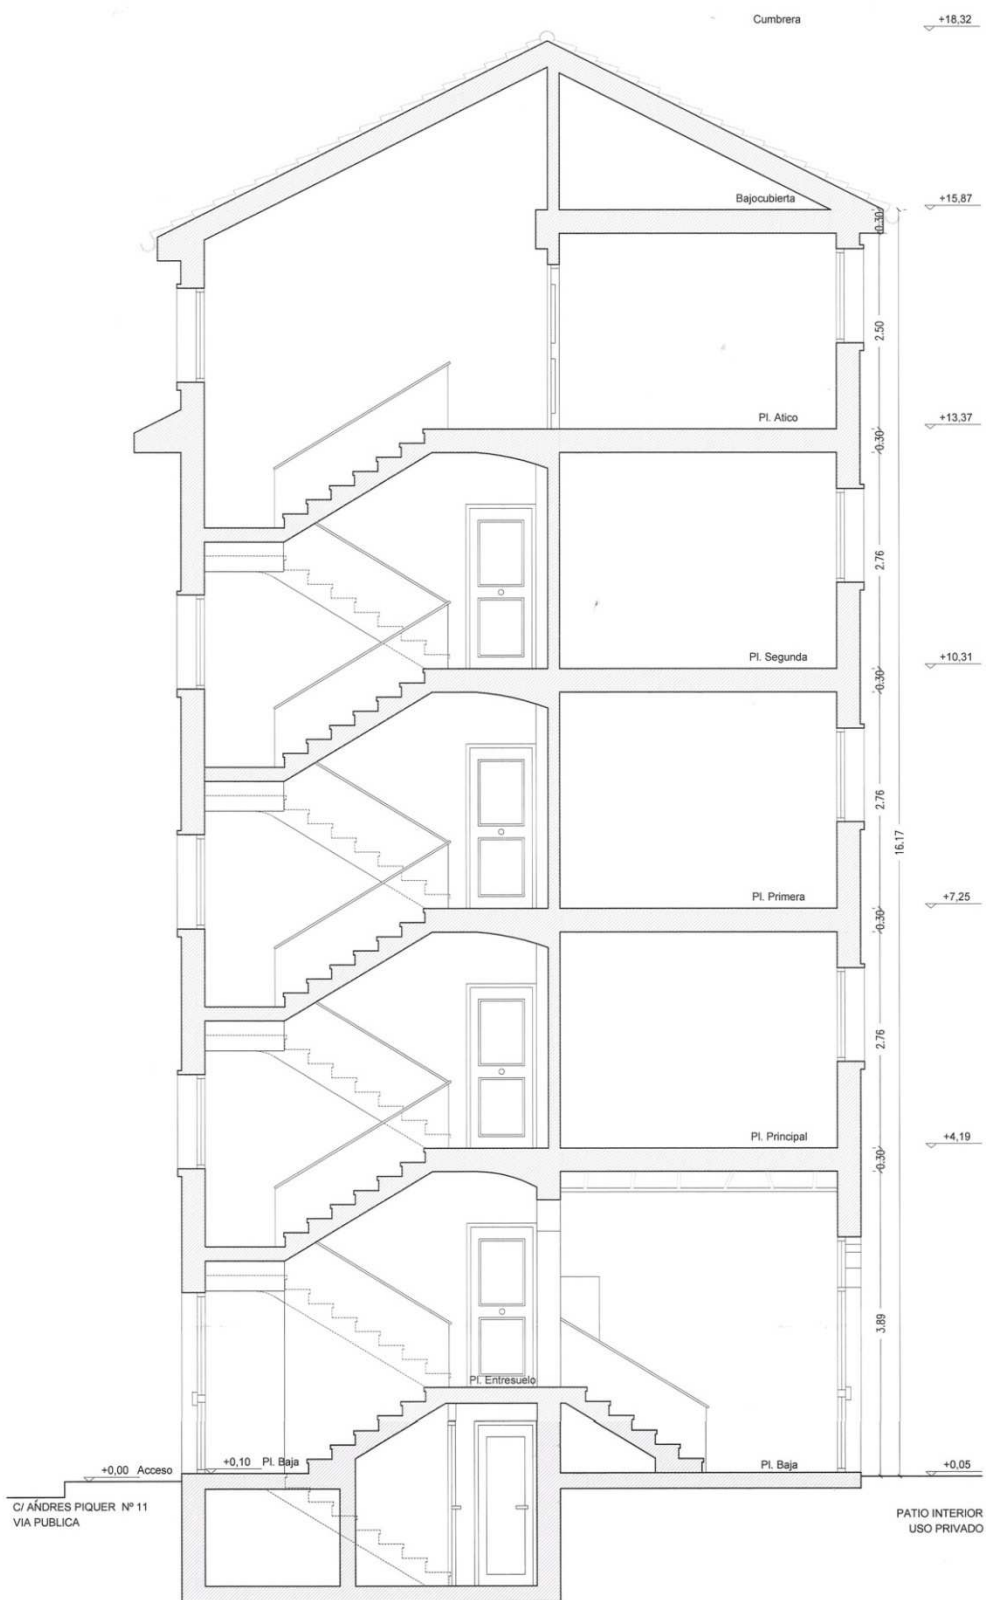 Cumbrera
+18,32
Bajocubierta
+15,87
0.30
2.50
Pl. Atico
+13,37
0.30
2.76
Pl. Segunda
+10,31
0.30
2.76
16.17
Pl. Primera
+7,25
0.30
2.76
Pl. Principal
+4,19
0.30
3.89
Pl. Entresuelo
+0,00 Acceso
+0,10 Pl. Baja
Pl. Baja
+0,05
C/ ANDRES PIQUER Nº 11
VIA PUBLICA
PATIO INTERIOR
USO PRIVADO